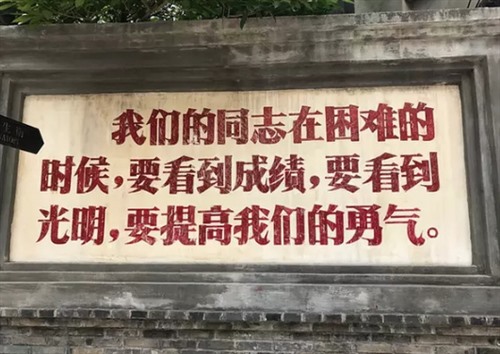 我们的同志在困难的
时候,要看到成绩,要看到
光明,要提高我们的勇气。